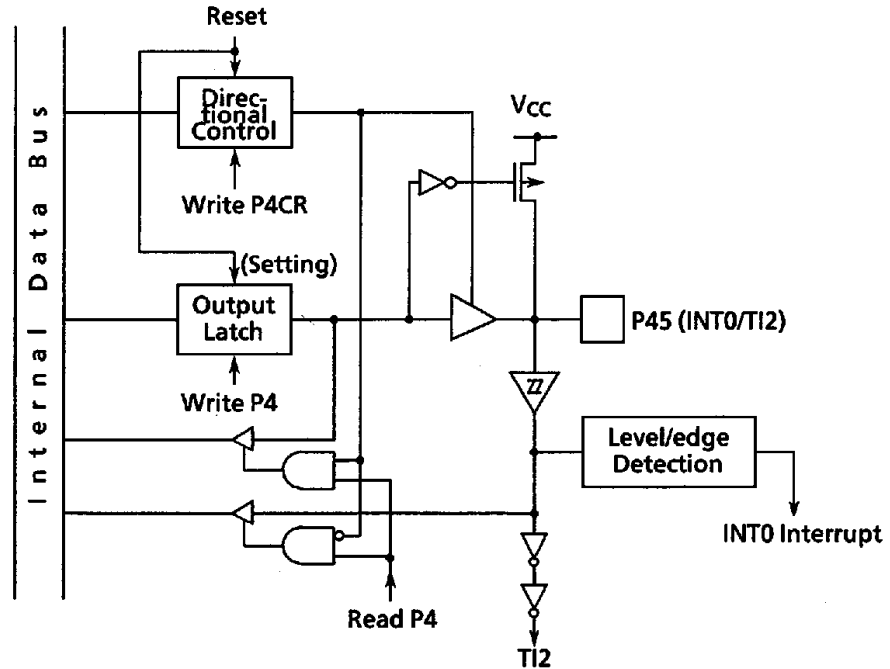 Reset
Direc-
tional
Control
VCC
Write P4CR
(Setting)
Output
Latch
P45 (INT0/TI2)
Write P4
Level/edge
Detection
INT0 Interrupt
Read P4
TI2
Internal Data Bus